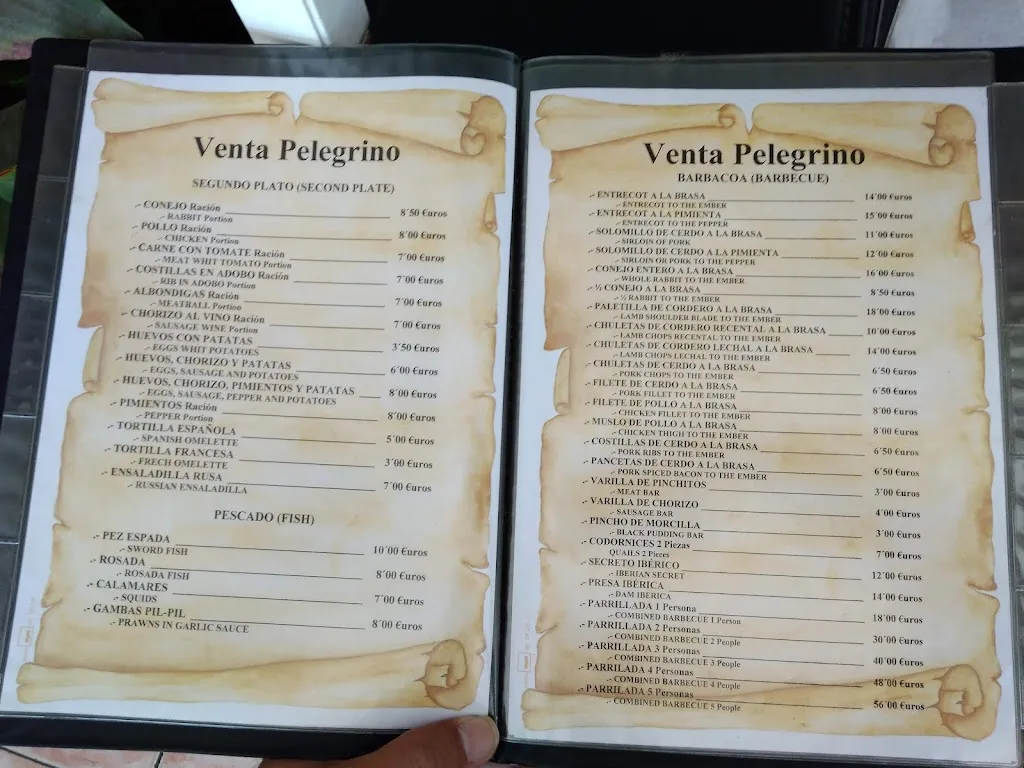 Venta Pelegrino
SEGUNDO PLATO (SECOND PLATE)
.- CONEJO Ración 8´50 €uros
.- RABBIT Portion
.- POLLO Ración 8´00 €uros
.- CHICKEN Portion
.- CARNE CON TOMATE Ración 7´00 €uros
.- MEAT WHIT TOMATO Portion
.- COSTILLAS EN ADOBO Ración 7´00 €uros
.- RIB IN ADOBO Portion
.- ALBONDIGAS Ración 7´00 €uros
.- MEATBALL Portion
.- CHORIZO AL VINO Ración 7´00 €uros
.- SAUSAGE WINE Portion
.- HUEVOS CON PATATAS 3´50 €uros
.- EGGS WHIT POTATOES
.- HUEVOS, CHORIZO Y PATATAS 6´00 €uros
.- EGGS, SAUSAGE AND POTATOES
.- HUEVOS, CHORIZO, PIMIENTOS Y PATATAS 8´00 €uros
.- EGGS, SAUSAGE, PEPPER AND POTATOES
.- PIMIENTOS Ración 8´00 €uros
.- PEPPER Portion
.- TORTILLA ESPAÑOLA 5´00 €uros
.- SPANISH OMELETTE
.- TORTILLA FRANCESA 3´00 €uros
.- FRECH OMELETTE
.- ENSALADILLA RUSA 7´00 €uros
.- RUSSIAN ENSALADILLA
PESCADO (FISH)
.- PEZ ESPADA 10´00 €uros
.- SWORD FISH
.- ROSADA 8´00 €uros
.- ROSADA FISH
.- CALAMARES 7´00 €uros
.- SQUIDS
.- GAMBAS PIL-PIL 8´00 €uros
.- PRAWNS IN GARLIC SAUCE
Venta Pelegrino
BARBACOA (BARBECUE)
.- ENTRECOT A LA BRASA 14´00 €uros
.- ENTRECOT TO THE EMBER
.- ENTRECOT A LA PIMIENTA 15´00 €uros
.- ENTRECOT TO THE PEPPER
.- SOLOMILLO DE CERDO A LA BRASA 11´00 €uros
.- SIRLOIN OF PORK
.- SOLOMILLO DE CERDO A LA PIMIENTA 12´00 €uros
.- SIRLOIN OR PORK TO THE PEPPER
.- CONEJO ENTERO A LA BRASA 16´00 €uros
.- WHOLE RABBIT TO THE EMBER
.- ½ CONEJO A LA BRASA 8´50 €uros
.- ½ RABBIT TO THE EMBER
.- PALETILLA DE CORDERO A LA BRASA 18´00 €uros
.- LAMB SHOULDER BLADE TO THE EMBER
.- CHULETAS DE CORDERO RECENTAL A LA BRASA 10´00 €uros
.- LAMB CHOPS RECENTAL TO THE EMBER
.- CHULETAS DE CORDERO LECHAL A LA BRASA 14´00 €uros
.- LAMB CHOPS LECHAL TO THE EMBER
.- CHULETAS DE CERDO A LA BRASA 6´50 €uros
.- PORK CHOPS TO THE EMBER
.- FILETE DE CERDO A LA BRASA 6´50 €uros
.- PORK FILLET TO THE EMBER
.- FILETE DE POLLO A LA BRASA 8´00 €uros
.- CHICKEN FILLET TO THE EMBER
.- MUSLO DE POLLO A LA BRASA 8´00 €uros
.- CHICKEN THIGH TO THE EMBER
.- COSTILLAS DE CERDO A LA BRASA 6´50 €uros
.- PORK RIBS TO THE EMBER
.- PANCETAS DE CERDO A LA BRASA 6´50 €uros
.- PORK SPICED BACON TO THE EMBER
.- VARILLA DE PINCHITOS 3´00 €uros
.- MEAT BAR
.- VARILLA DE CHORIZO 4´00 €uros
.- SAUSAGE BAR
.- PINCHO DE MORCILLA 3´00 €uros
.- BLACK PUDDING BAR
.- CODORNICES 2 Piezas 7´00 €uros
QUAILS 2 Pieces
.- SECRETO IBÉRICO 12´00 €uros
.- IBERIAN SECRET
.- PRESA IBÉRICA 14´00 €uros
.- DAM IBERICA
.- PARRILLADA 1 Persona 18´00 €uros
.- COMBINED BARBECUE 1 Person
.- PARRILLADA 2 Personas 30´00 €uros
.- COMBINED BARBECUE 2 People
.- PARRILLADA 3 Personas 40´00 €uros
.- COMBINED BARBECUE 3 People
.- PARRILADA 4 Personas 48´00 €uros
.- COMBINED BARBECUE 4 People
.- PARRILADA 5 Personas 56´00 €uros
.- COMBINED BARBECUE 5 People